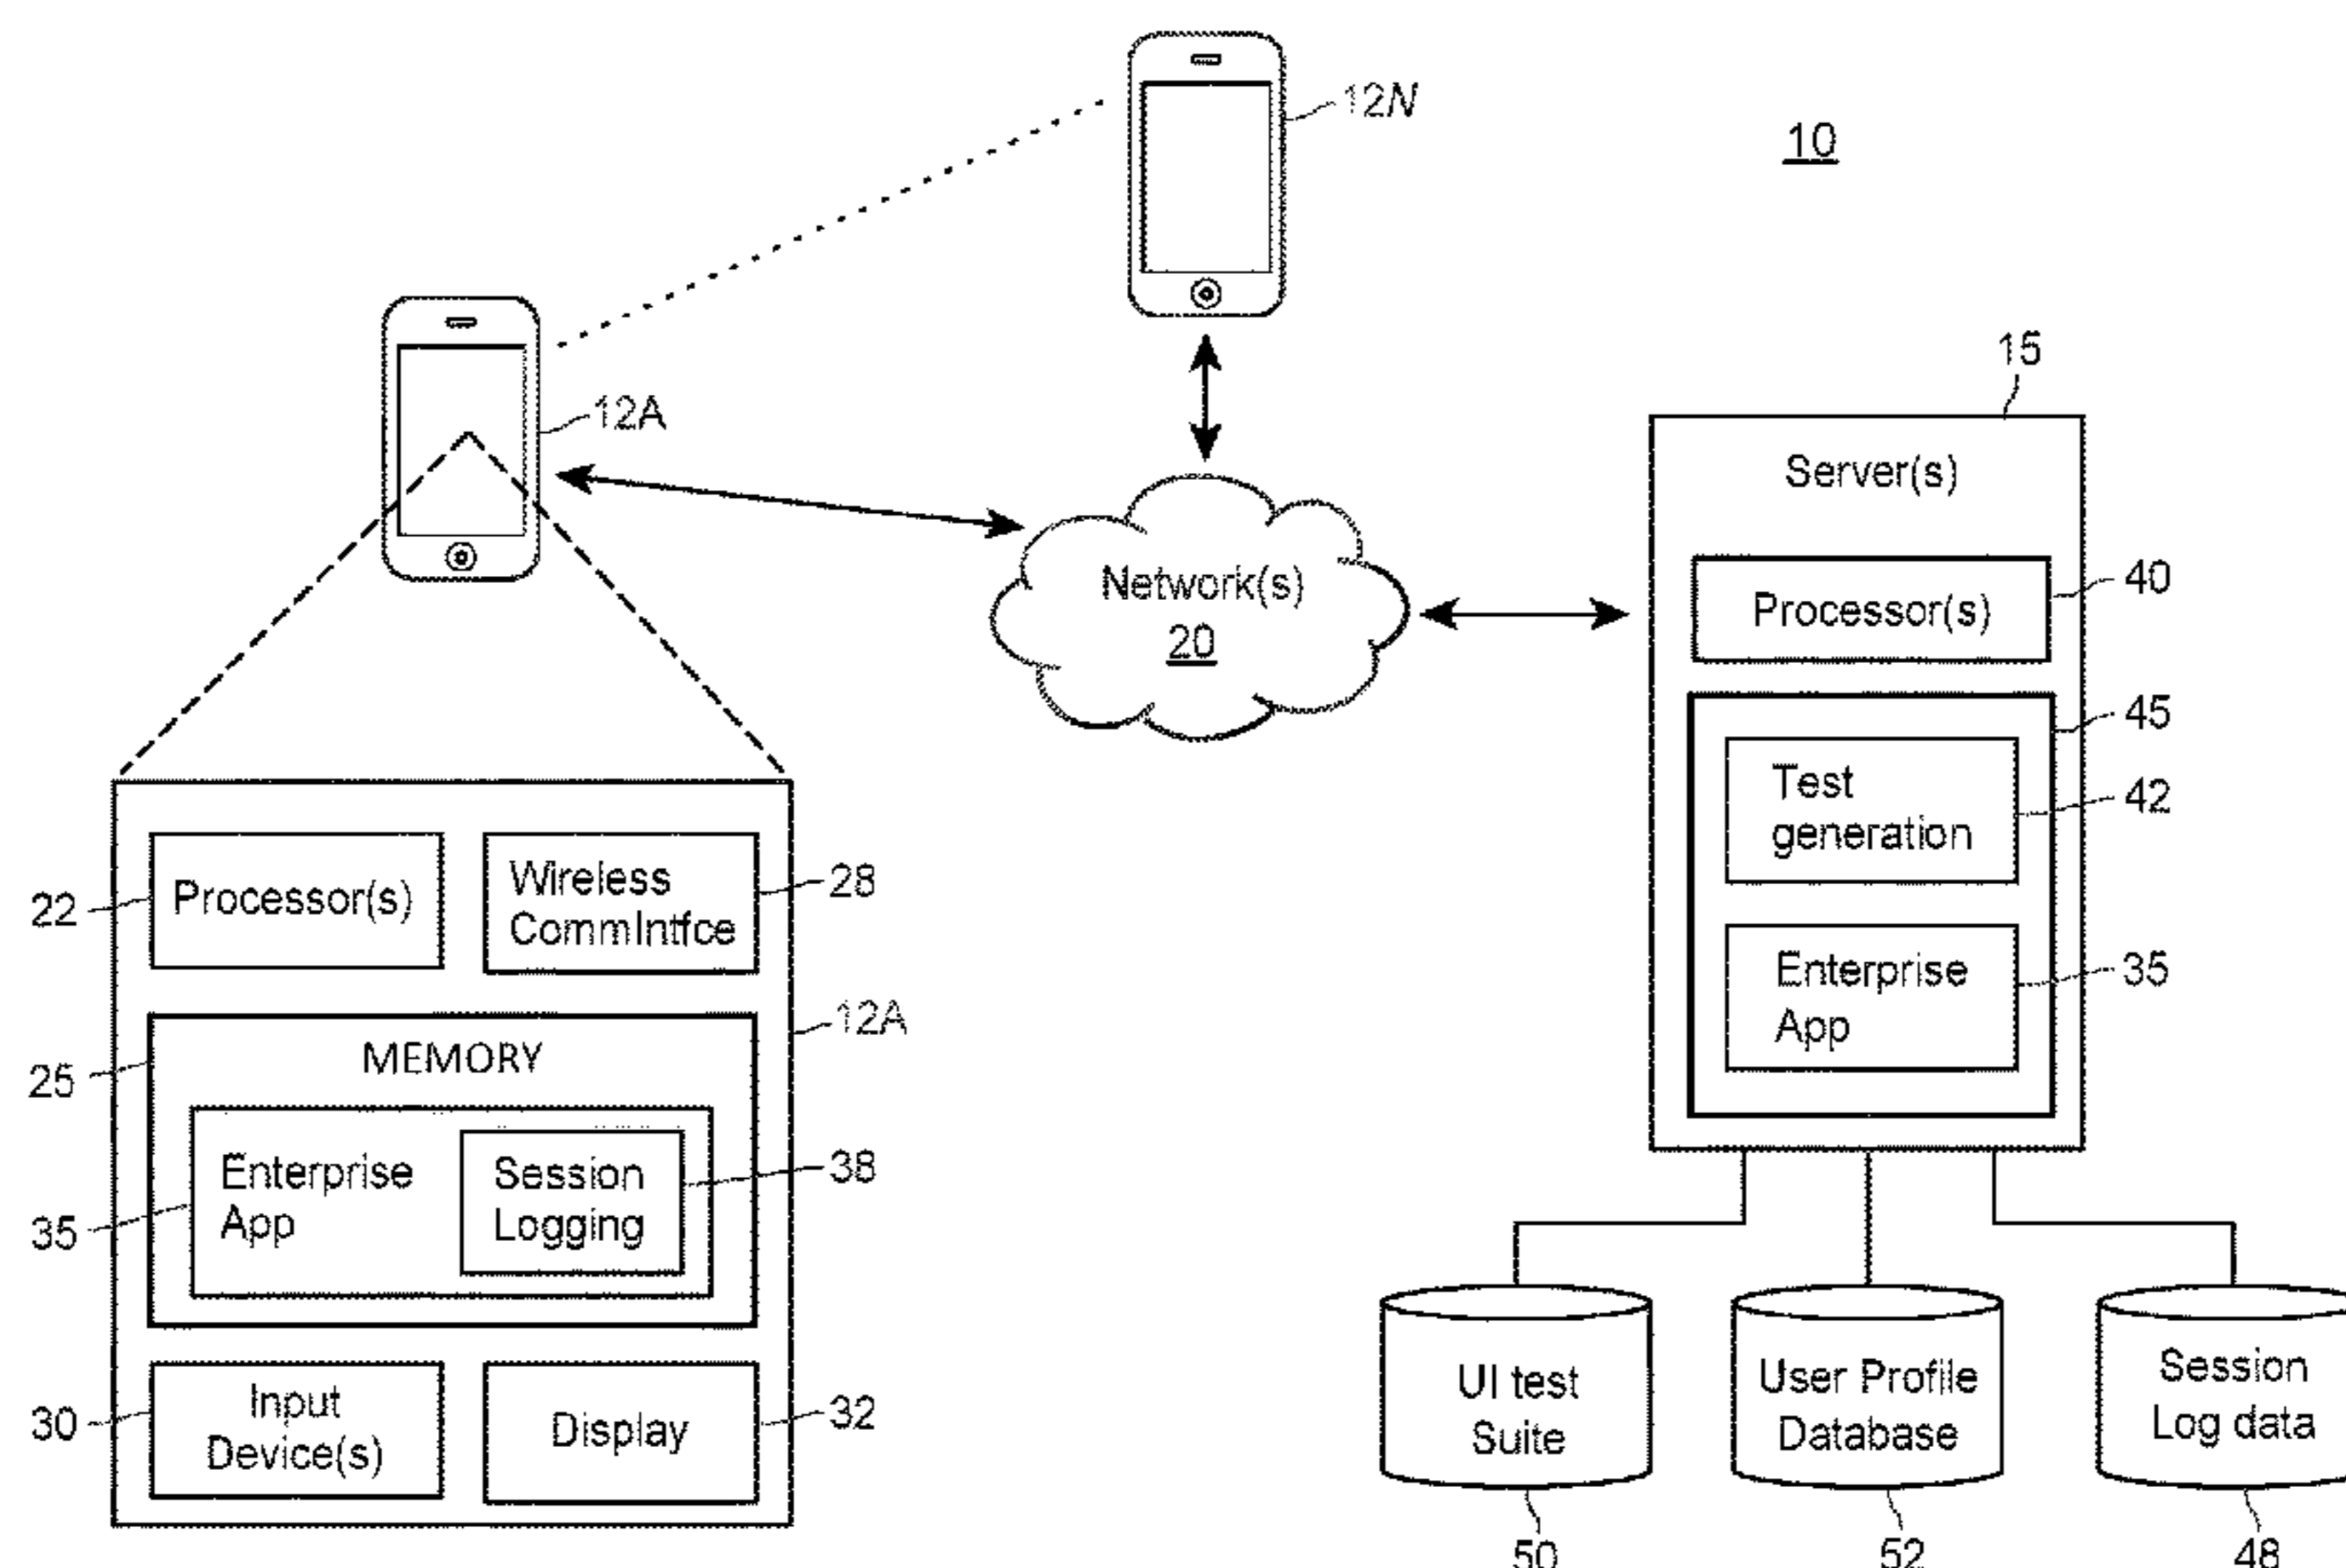 12N
10
15
12A
Server(s)
Network(s)
20
Processor(s)
40
45
Test
generation
42
Enterprise
App
35
Processor(s)
22
Wireless
CommIntfce
28
12A
MEMORY
25
Enterprise
App
35
Session
Logging
38
Input
Device(s)
30
Display
32
UI test
Suite
50
User Profile
Database
52
Session
Log data
48